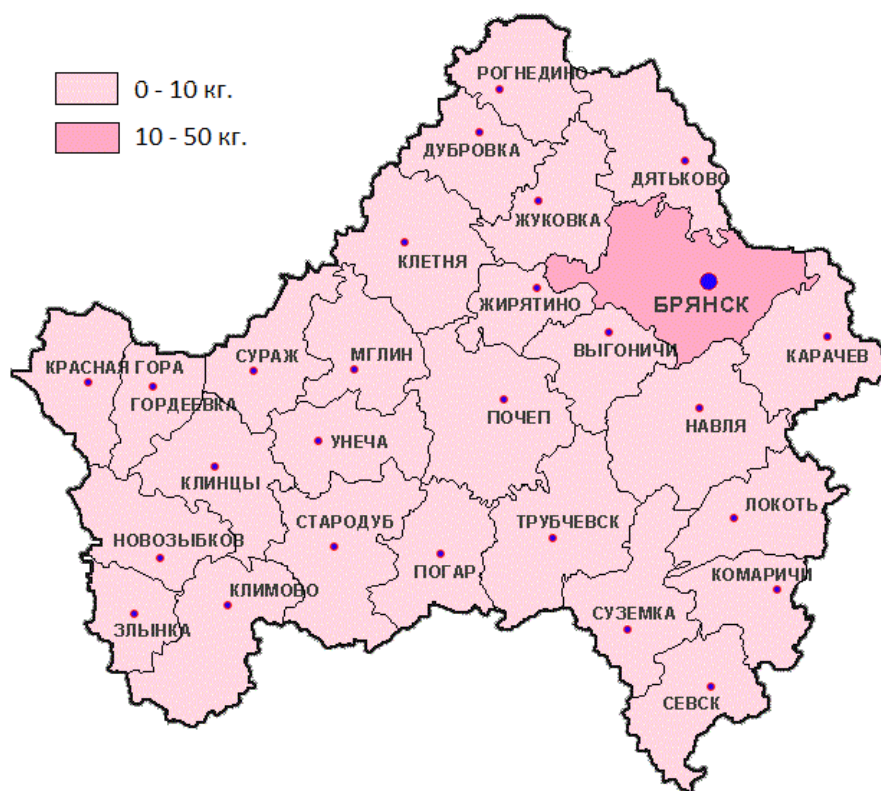 0 - 10 кг.
10 - 50 кг.
РОГНЕДИНО
ДУБРОВКА
ДЯТЬКОВО
ЖУКОВКА
КЛЕТНЯ
ЖИРЯТИНО
БРЯНСК
ВЫГОНИЧИ
КАРАЧЕВ
СУРАЖ
МГЛИН
КРАСНАЯ ГОРА
ГОРДЕЕВКА
ПОЧЕП
НАВЛЯ
УНЕЧА
КЛИНЦЫ
ЛОКОТЬ
СТАРОДУБ
ТРУБЧЕВСК
НОВОЗЫБКОВ
ПОГАР
КОМАРИЧИ
КЛИМОВО
СУЗЕМКА
ЗЛЫНКА
СЕВСК